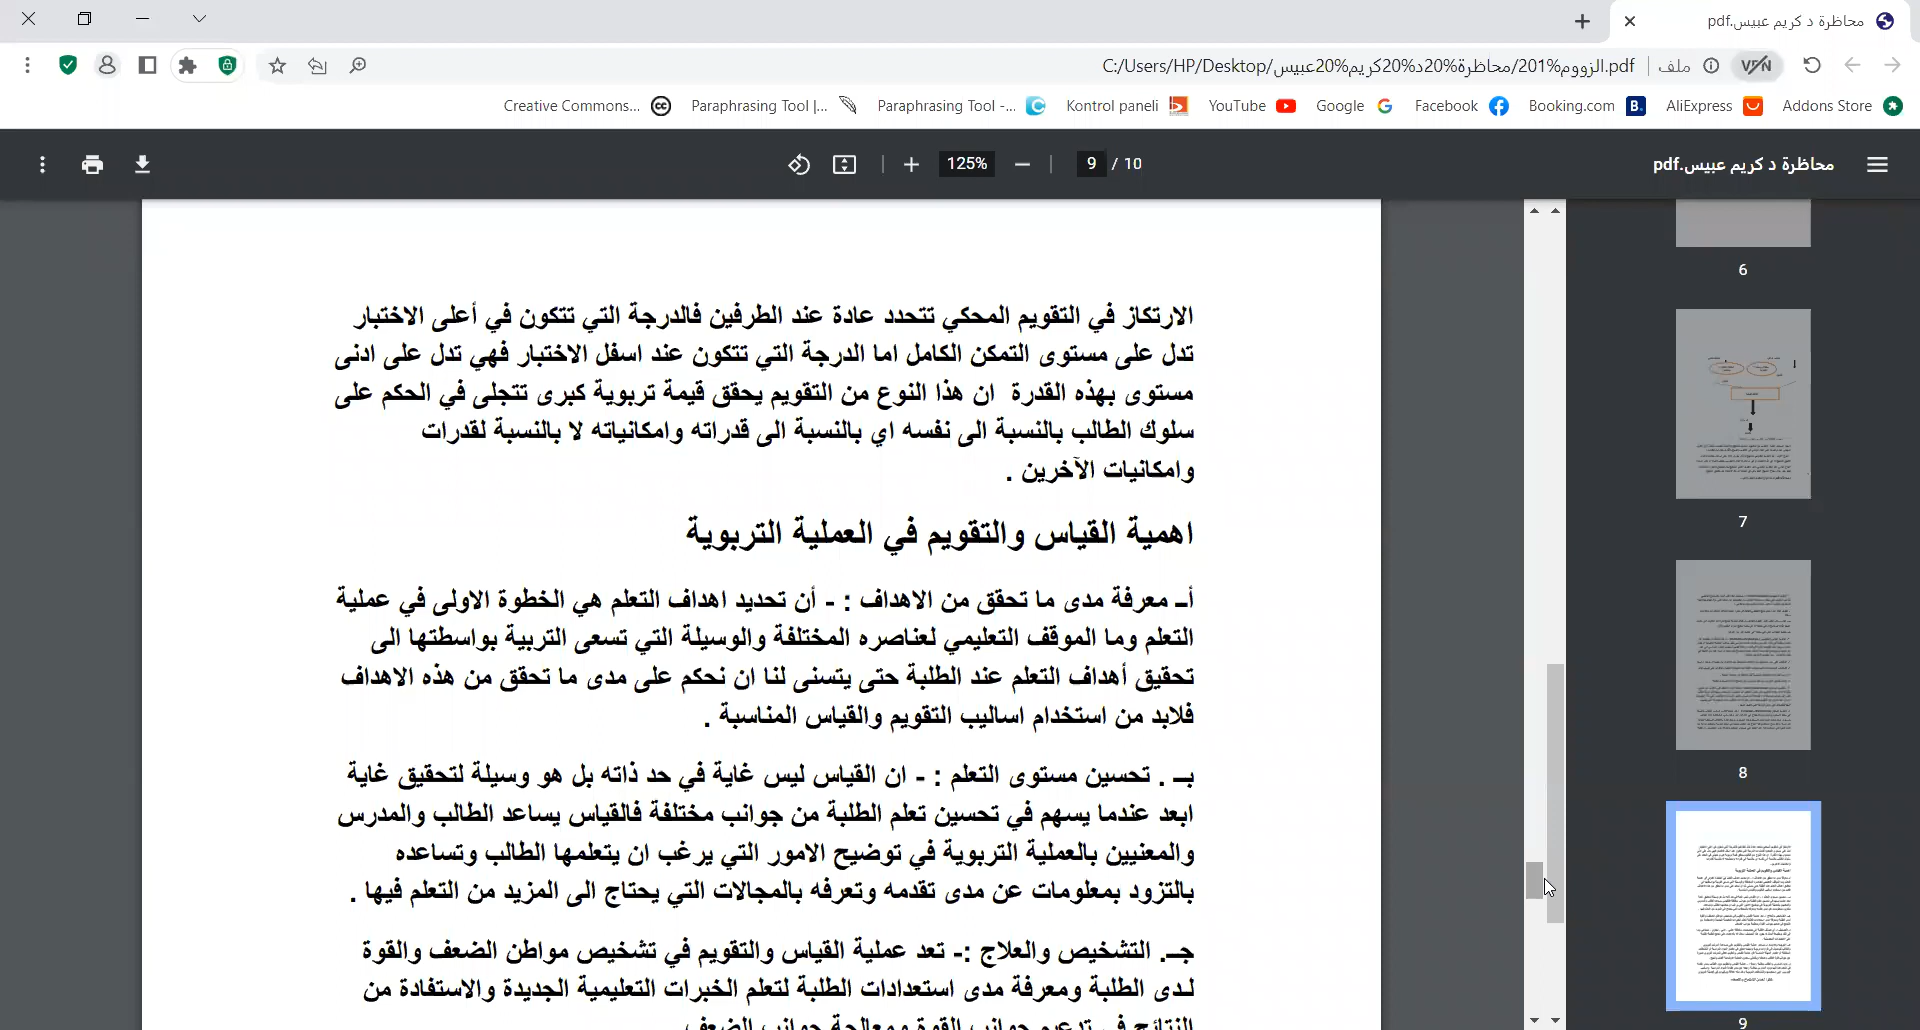 محاظرة د كريم عبيس.pdf
C:/Users/HP/Desktop/الزووم%201/محاظرة%20د%20كريم%20عبيس.pdf
ملف
VPN
Addons Store
AliExpress
Booking.com
Facebook
Google
YouTube
Kontrol paneli
Paraphrasing Tool -...
Paraphrasing Tool |...
Creative Commons...
محاظرة د كريم عبيس.pdf
9 / 10
125%
الارتكاز في التقويم المحكي تتحدد عادة عند الطرفين فالدرجة التي تتكون في أعلى الاختبار
تدل على مستوى التمكن الكامل اما الدرجة التي تتكون عند اسفل الاختبار فهي تدل على ادنى
مستوى بهذه القدرة ان هذا النوع من التقويم يحقق قيمة تربوية كبرى تتجلى في الحكم على
سلوك الطالب بالنسبة الى نفسه اي بالنسبة الى قدراته وامكانياته لا بالنسبة لقدرات
وامكانيات الآخرين .
اهمية القياس والتقويم في العملية التربوية
أـ معرفة مدى ما تحقق من الاهداف : - أن تحديد اهداف التعلم هي الخطوة الاولى في عملية
التعلم وما الموقف التعليمي لعناصره المختلفة والوسيلة التي تسعى التربية بواسطتها الى
تحقيق أهداف التعلم عند الطلبة حتى يتسنى لنا ان نحكم على مدى ما تحقق من هذه الاهداف
فلابد من استخدام اساليب التقويم والقياس المناسبة .
بـ . تحسين مستوى التعلم : - ان القياس ليس غاية في حد ذاته بل هو وسيلة لتحقيق غاية
ابعد عندما يسهم في تحسين تعلم الطلبة من جوانب مختلفة فالقياس يساعد الطالب والمدرس
والمعنيين بالعملية التربوية في توضيح الامور التي يرغب ان يتعلمها الطالب وتساعده
بالتزود بمعلومات عن مدى تقدمه وتعرفه بالمجالات التي يحتاج الى المزيد من التعلم فيها .
جـ. التشخيص والعلاج :- تعد عملية القياس والتقويم في تشخيص مواطن الضعف والقوة
لدى الطلبة ومعرفة مدى استعدادات الطلبة لتعلم الخبرات التعليمية الجديدة والاستفادة من
النتائج في تدعيم جوانب القوة ومعالجة جوانب الضعف
6
7
8
9